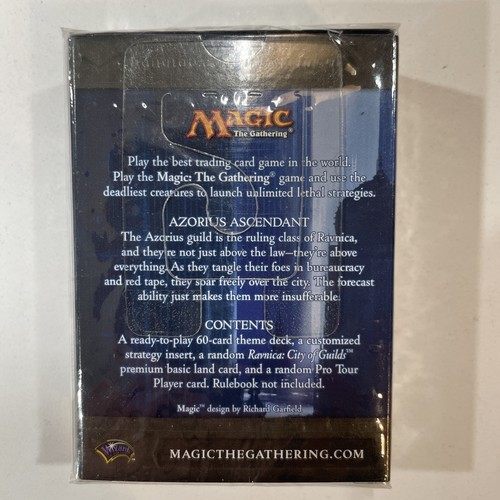 Magic
The Gathering®
Play the best trading card game in the world.
Play the Magic: The Gathering® game and use the
deadliest creatures to launch unlimited lethal strategies.
AZORIUS ASCENDANT
The Azorius guild is the ruling class of Ravnica,
and they're not just above the law—they're above
everything. As they tangle their foes in bureaucracy
and red tape, they soar freely over the city. The forecast
ability just makes them more insufferable.
CONTENTS
A ready-to-play 60-card theme deck, a customized
strategy insert, a random Ravnica: City of Guilds™
premium basic land card, and a random Pro Tour
Player card. Rulebook not included.
Magic™ design by Richard Garfield
Wizards
MAGICTHEGATHERING.COM